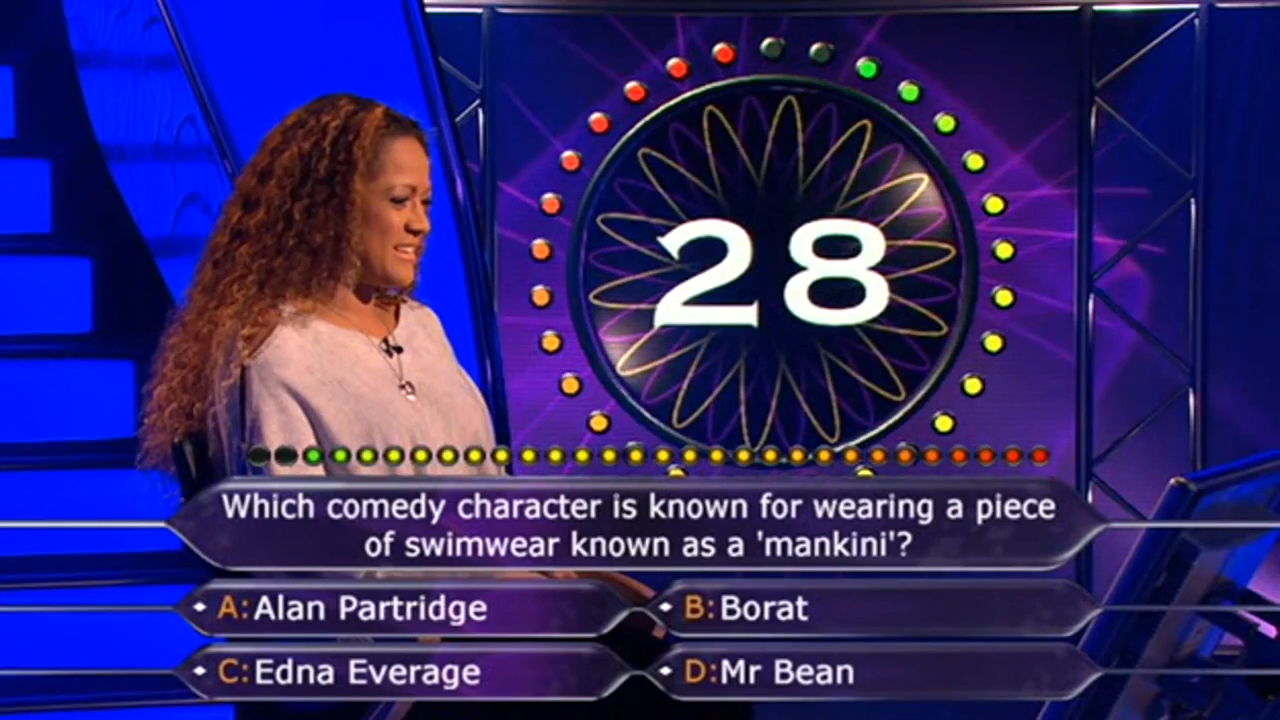 28
Which comedy character is known for wearing a piece
of swimwear known as a 'mankini'?
A: Alan Partridge
B: Borat
C: Edna Everage
D: Mr Bean